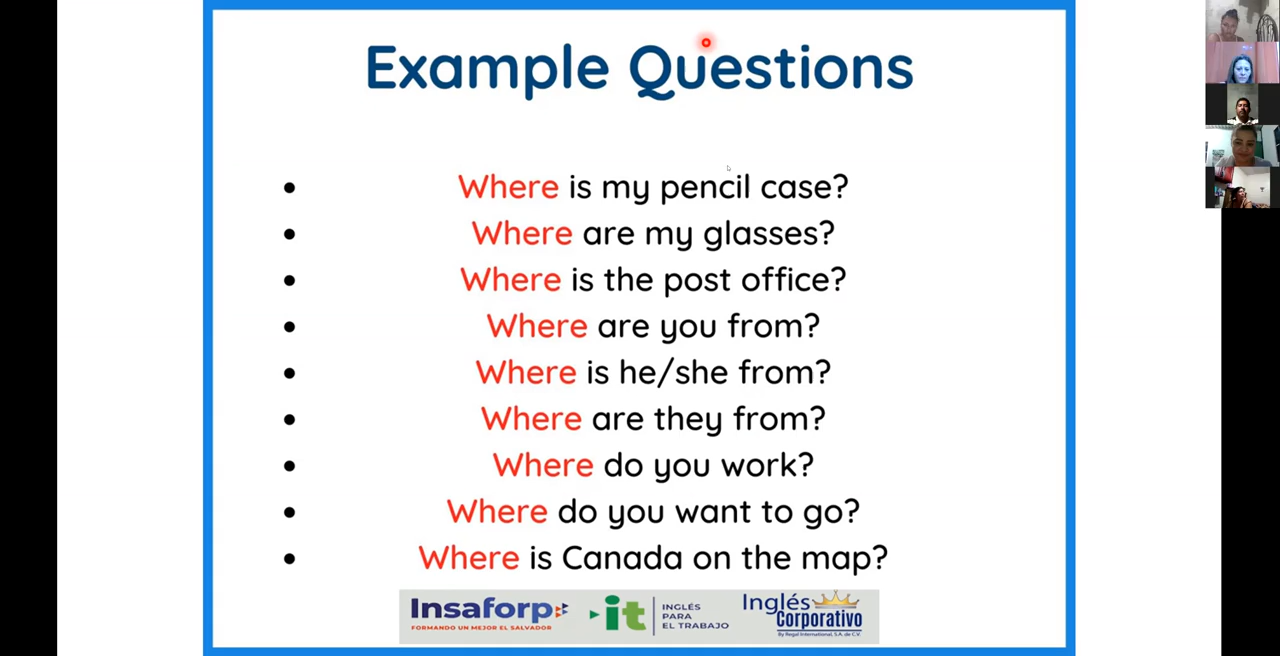 Example Questions
• Where is my pencil case?
• Where are my glasses?
• Where is the post office?
• Where are you from?
• Where is he/she from?
• Where are they from?
• Where do you work?
• Where do you want to go?
• Where is Canada on the map?
Insaforp
FORMANDO UN MEJOR EL SALVADOR
it
INGLÉS
PARA
EL TRABAJO
Inglés
Corporativo
By Regal International, S.A. de C.V.